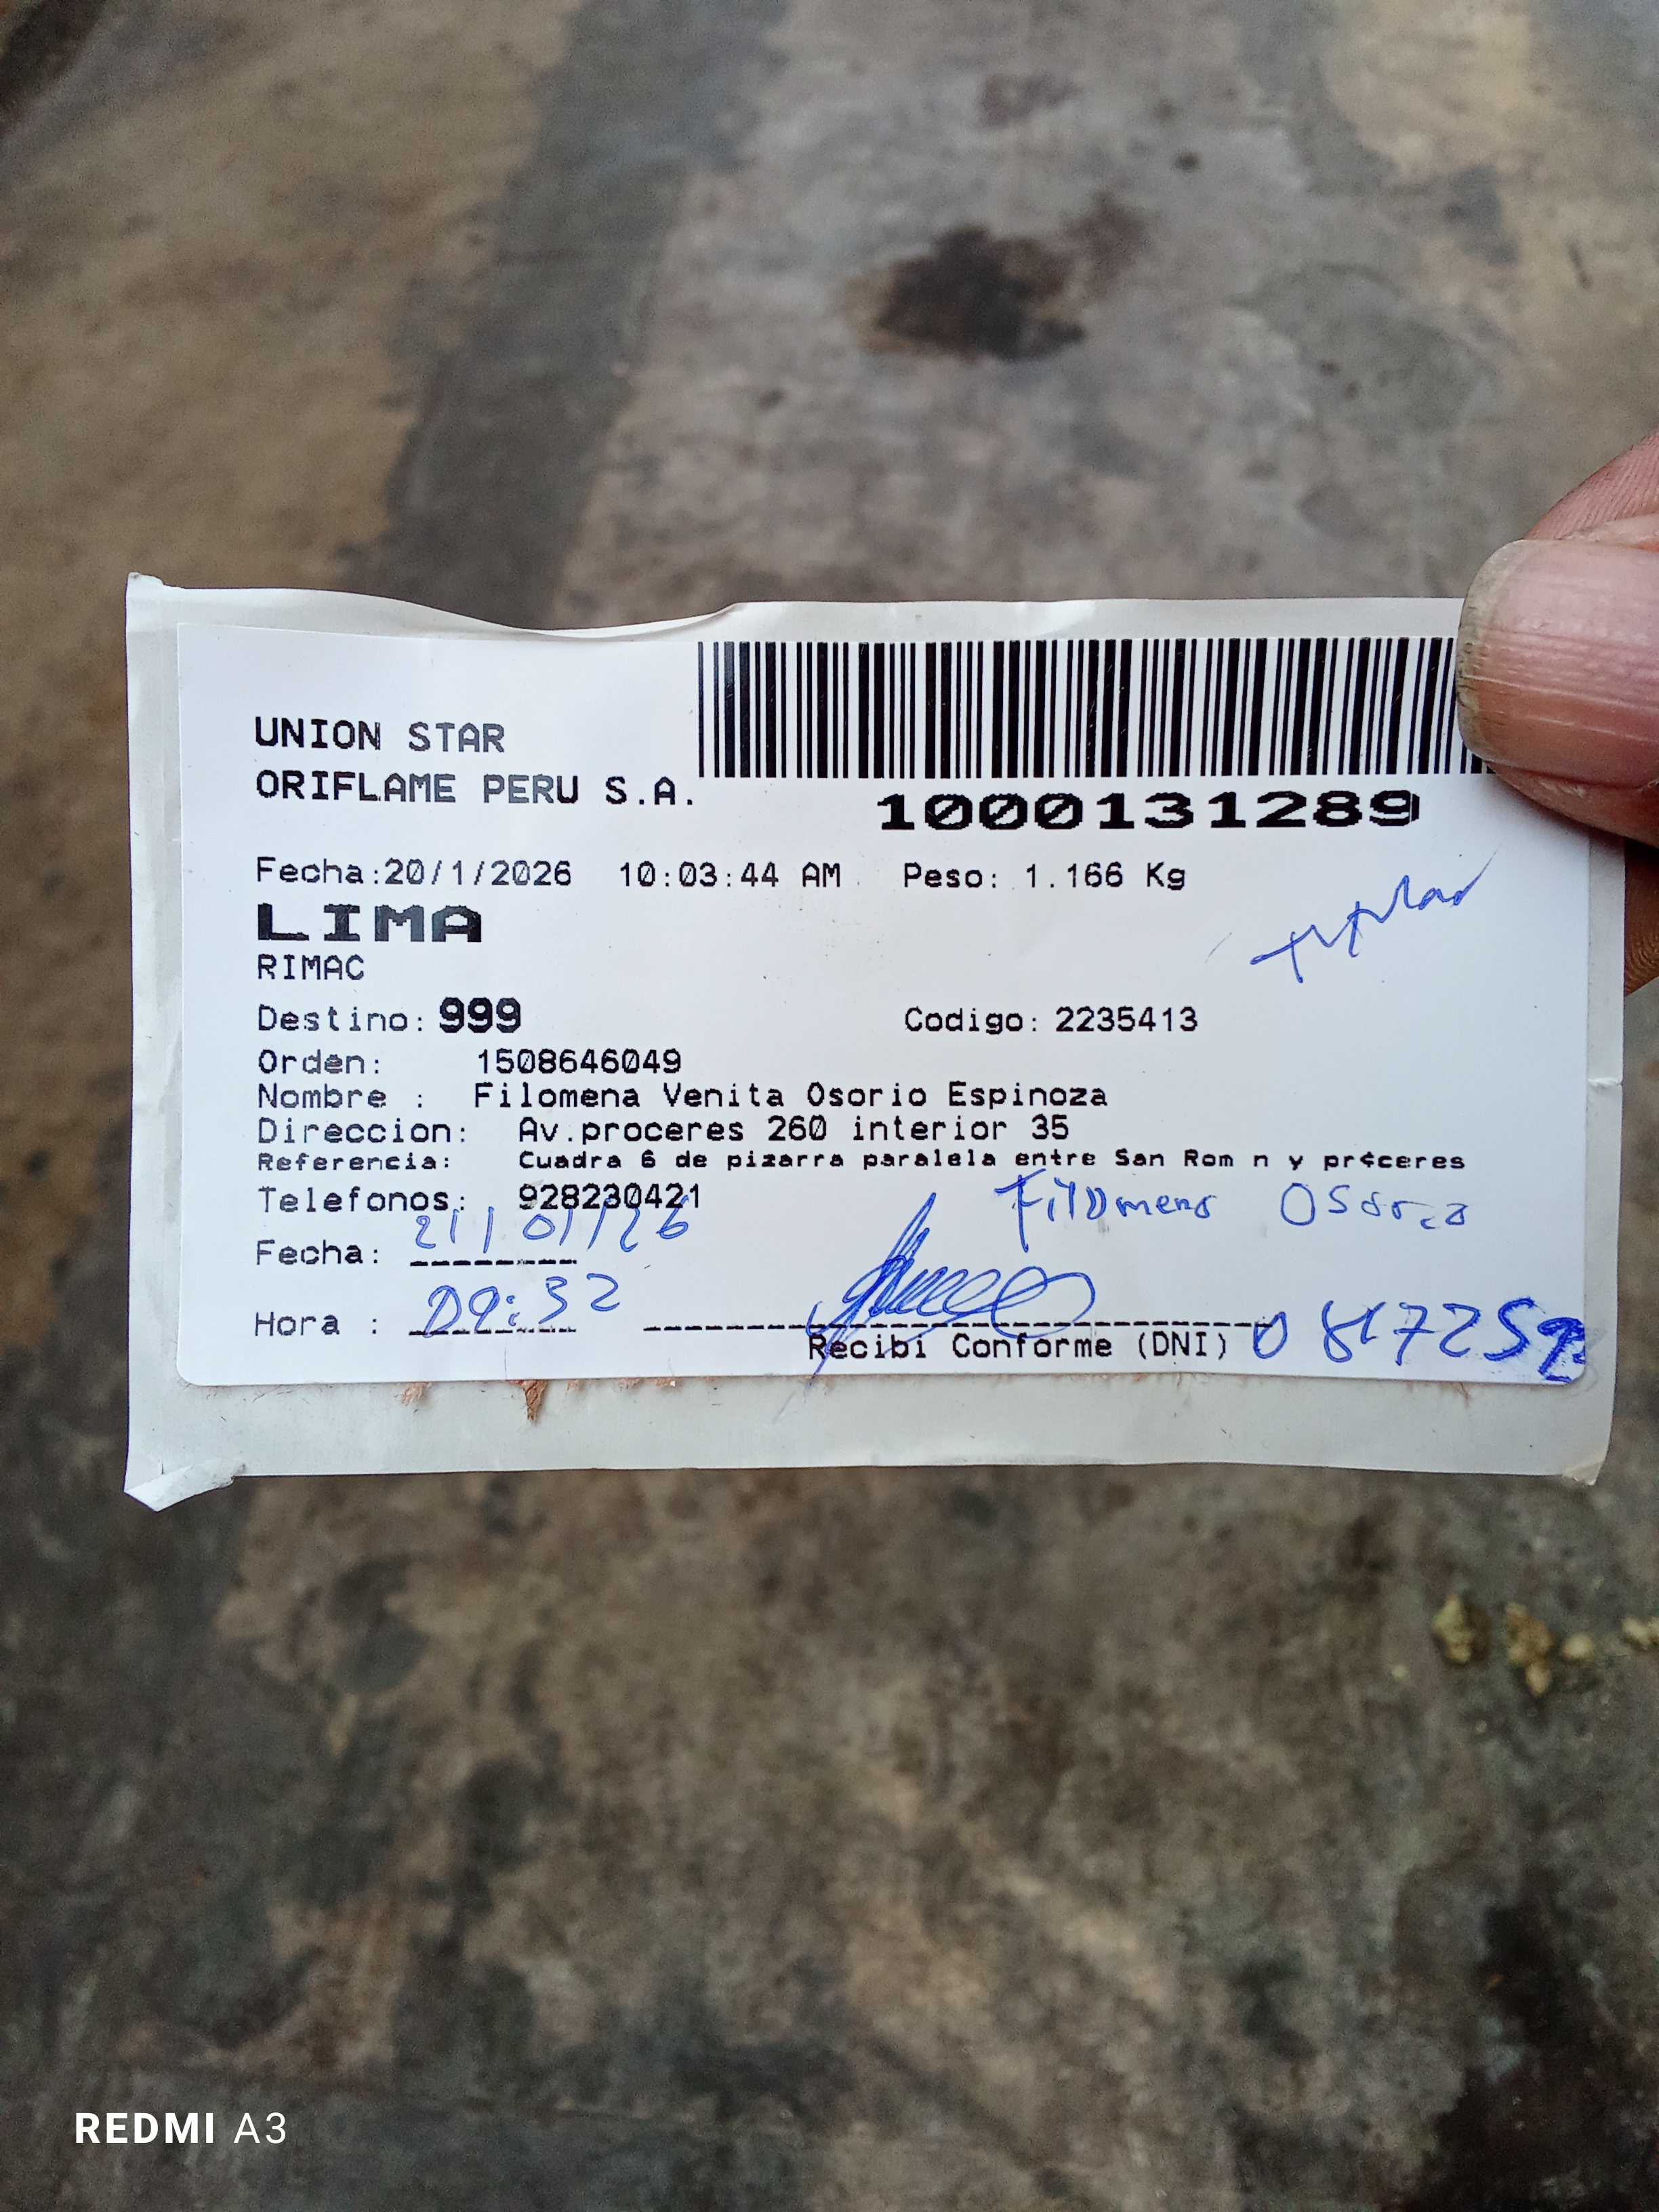 UNION STAR
ORIFLAME PERU S.A.
1000131289
Fecha:20/1/2026 10:03:44 AM Peso: 1.166 Kg
LIMA
RIMAC
Destino: 999 Codigo: 2235413
Orden: 1508646049
Nombre : Filomena Venita Osorio Espinoza
Direccion: Av.proceres 260 interior 35
Referencia: Cuadra 6 de pizarra paralela entre San Rom n y pr¢ceres
Telefonos: 928230421
Filomena Osorio
Fecha: 21/01/26
Hora : 09:32
Recibi Conforme (DNI)
REDMI A3